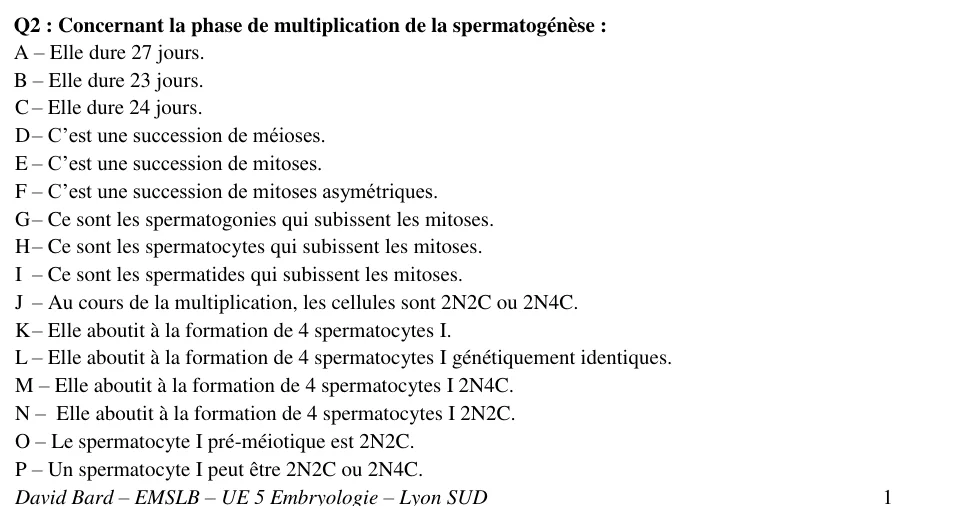 Q2 : Concernant la phase de multiplication de la spermatogénèse :
A – Elle dure 27 jours.
B – Elle dure 23 jours.
C – Elle dure 24 jours.
D – C’est une succession de méioses.
E – C’est une succession de mitoses.
F – C’est une succession de mitoses asymétriques.
G – Ce sont les spermatogonies qui subissent les mitoses.
H – Ce sont les spermatocytes qui subissent les mitoses.
I – Ce sont les spermatides qui subissent les mitoses.
J – Au cours de la multiplication, les cellules sont 2N2C ou 2N4C.
K – Elle aboutit à la formation de 4 spermatocytes I.
L – Elle aboutit à la formation de 4 spermatocytes I génétiquement identiques.
M – Elle aboutit à la formation de 4 spermatocytes I 2N4C.
N – Elle aboutit à la formation de 4 spermatocytes I 2N2C.
O – Le spermatocyte I pré-méiotique est 2N2C.
P – Un spermatocyte I peut être 2N2C ou 2N4C.
David Bard – EMSLB – UE 5 Embryologie – Lyon SUD 1